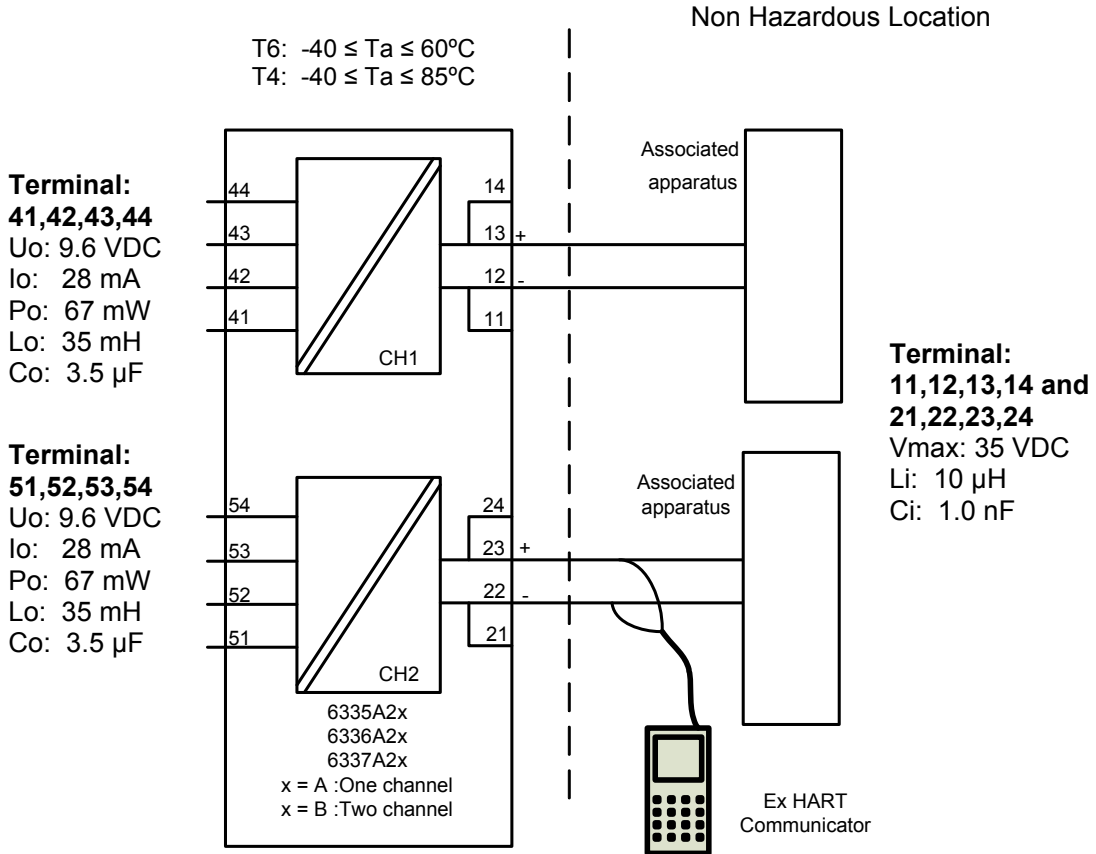 Non Hazardous Location
T6: -40 ≤ Ta ≤ 60ºC
T4: -40 ≤ Ta ≤ 85ºC
Terminal:
41,42,43,44
Uo: 9.6 VDC
Io: 28 mA
Po: 67 mW
Lo: 35 mH
Co: 3.5 µF
44
43
42
41
CH1
14
13 +
12 -
11
Associated
apparatus
Terminal:
11,12,13,14 and
21,22,23,24
Vmax: 35 VDC
Li: 10 µH
Ci: 1.0 nF
Terminal:
51,52,53,54
Uo: 9.6 VDC
Io: 28 mA
Po: 67 mW
Lo: 35 mH
Co: 3.5 µF
54
53
52
51
CH2
24
23 +
22 -
21
Associated
apparatus
6335A2x
6336A2x
6337A2x
x = A :One channel
x = B :Two channel
Ex HART
Communicator